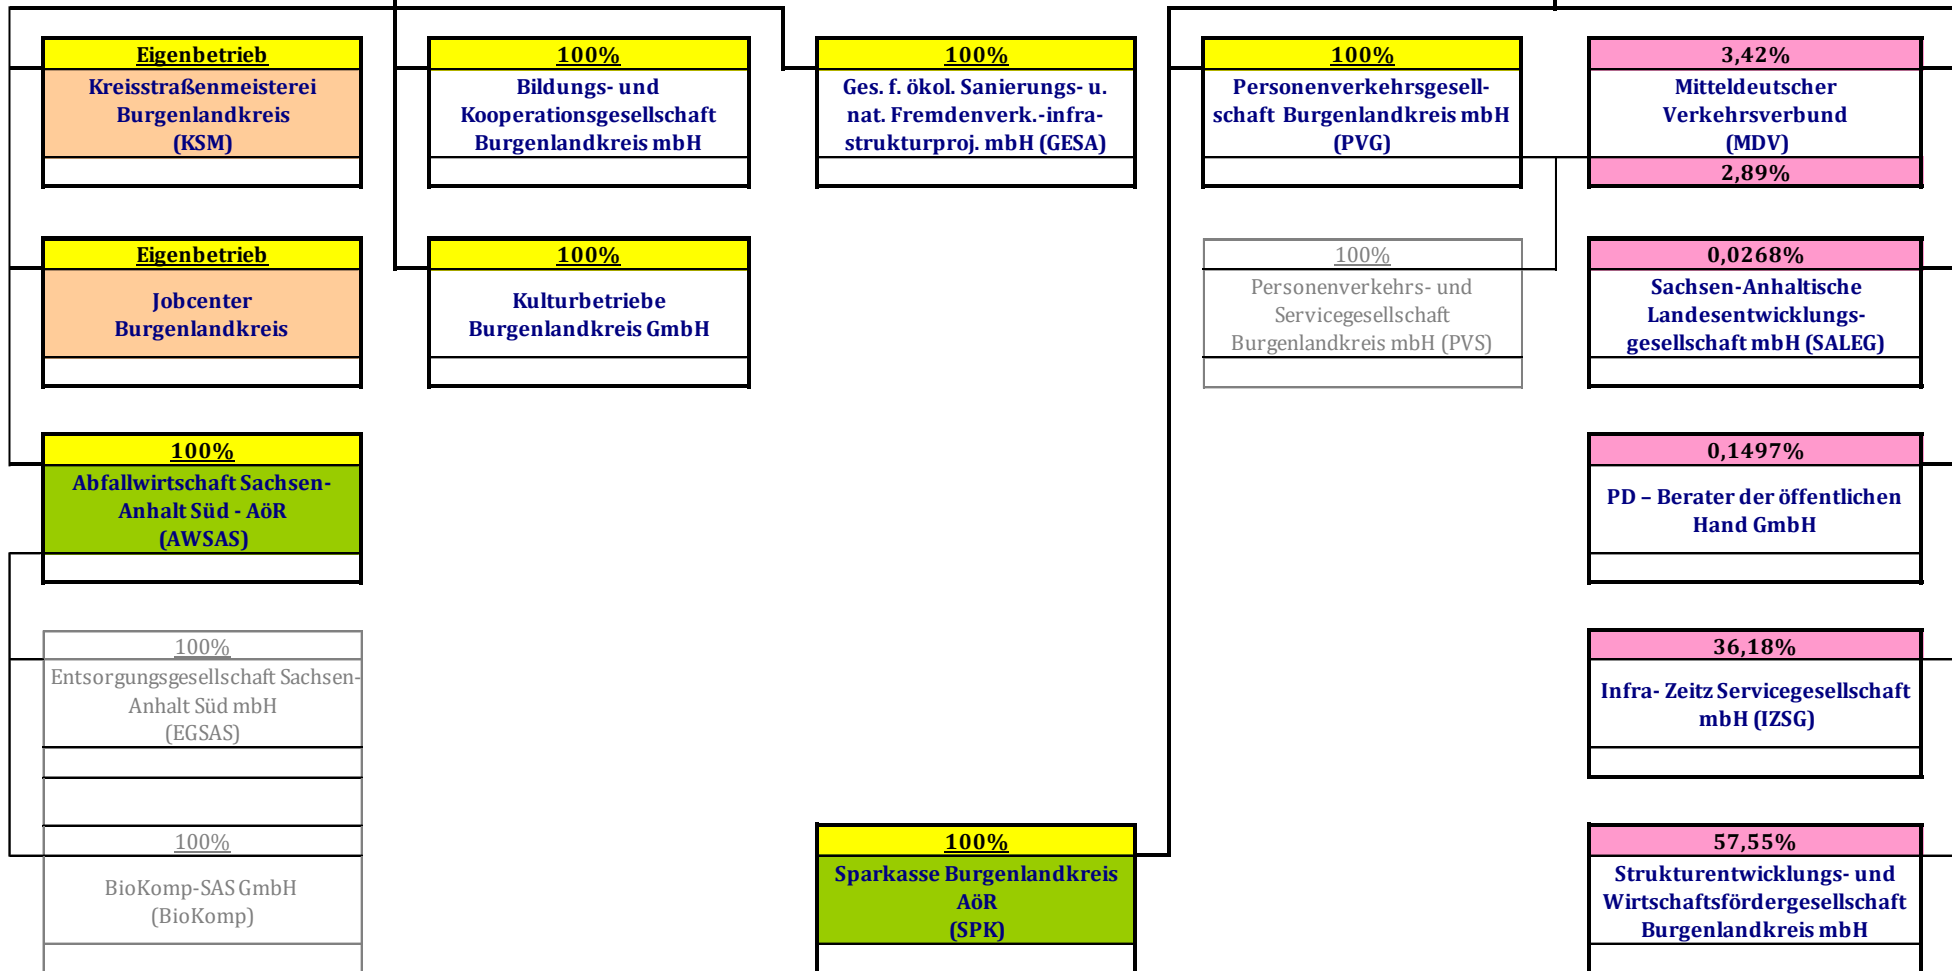 Eigenbetrieb
Kreisstraßenmeisterei
Burgenlandkreis
(KSM)
100%
Bildungs- und
Kooperationsgesellschaft
Burgenlandkreis mbH
100%
Ges. f. ökol. Sanierungs- u.
nat. Fremdenverk.-infra-
strukturproj. mbH (GESA)
100%
Personenverkehrsgesell-
schaft Burgenlandkreis mbH
(PVG)
3,42%
Mitteldeutscher
Verkehrsverbund
(MDV)
2,89%
Eigenbetrieb
Jobcenter
Burgenlandkreis
100%
Kulturbetriebe
Burgenlandkreis GmbH
100%
Personenverkehrs- und
Servicegesellschaft
Burgenlandkreis mbH (PVS)
0,0268%
Sachsen-Anhaltische
Landesentwicklungs-
gesellschaft mbH (SALEG)
100%
Abfallwirtschaft Sachsen-
Anhalt Süd - AöR
(AWSAS)
0,1497%
PD – Berater der öffentlichen
Hand GmbH
100%
Entsorgungsgesellschaft Sachsen-
Anhalt Süd mbH
(EGSAS)
36,18%
Infra- Zeitz Servicegesellschaft
mbH (IZSG)
100%
BioKomp-SAS GmbH
(BioKomp)
100%
Sparkasse Burgenlandkreis
AöR
(SPK)
57,55%
Strukturentwicklungs- und
Wirtschaftsfördergesellschaft
Burgenlandkreis mbH